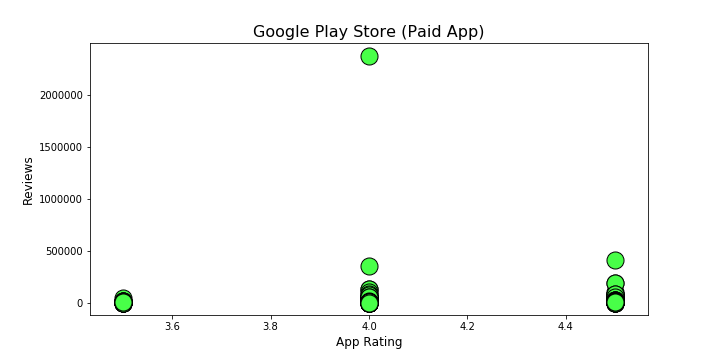 Google Play Store (Paid App)
2000000
1500000
1000000
500000
0
Reviews
3.6 3.8 4.0 4.2 4.4
App Rating